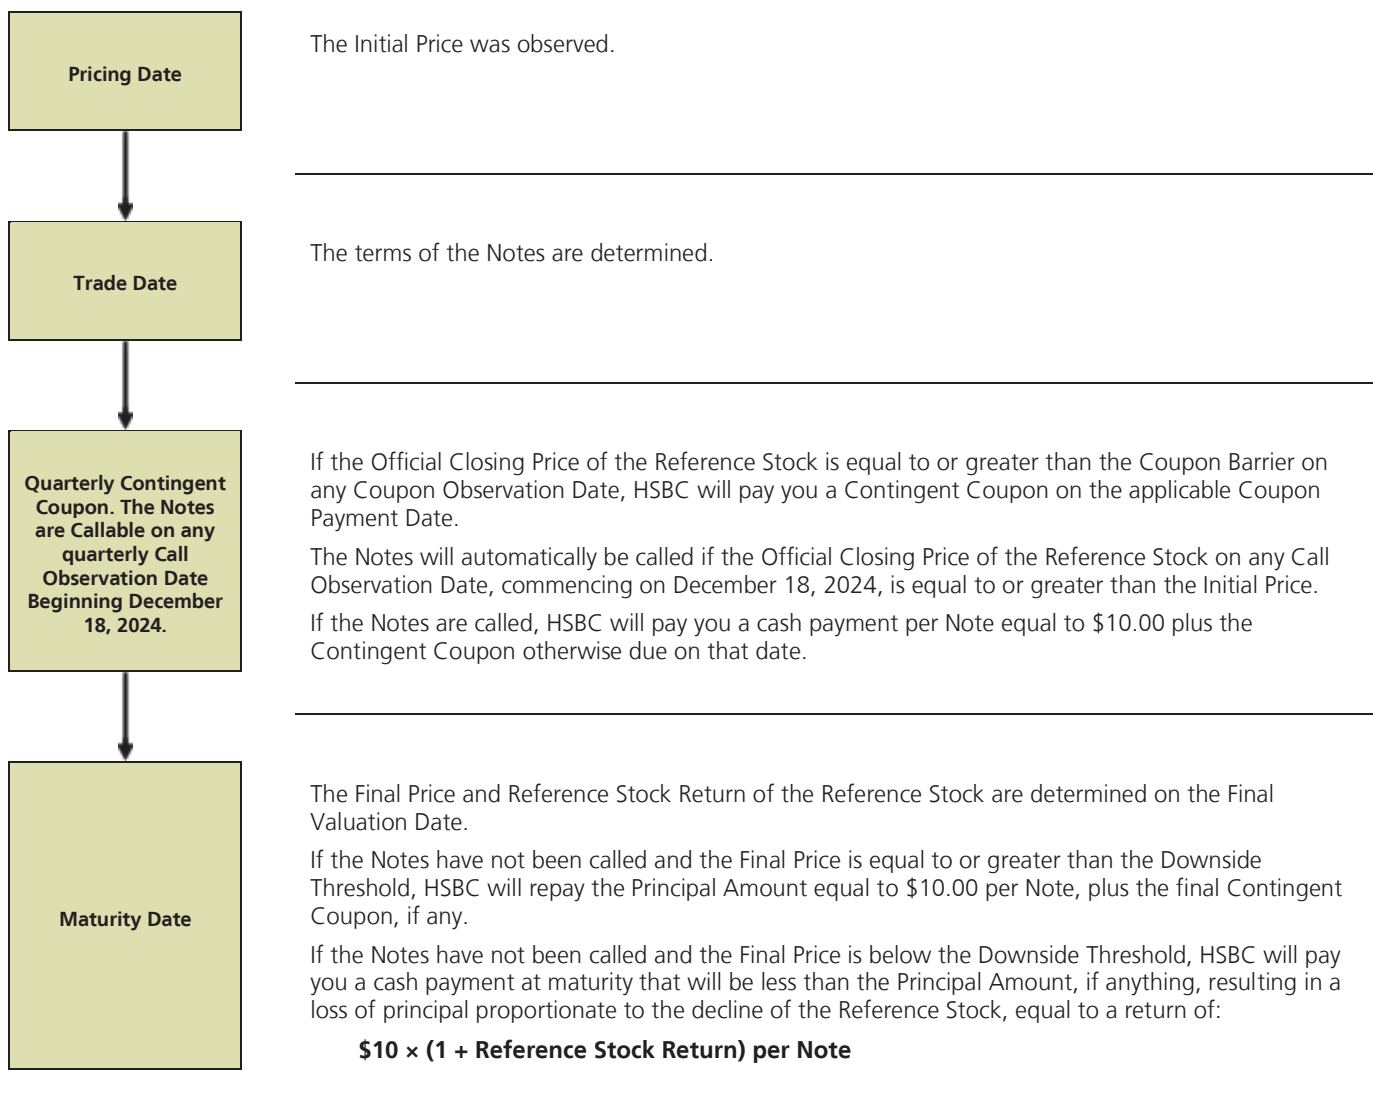 Pricing Date
The Initial Price was observed.
Trade Date
The terms of the Notes are determined.
Quarterly Contingent
Coupon. The Notes
are Callable on any
quarterly Call
Observation Date
Beginning December
18, 2024.
If the Official Closing Price of the Reference Stock is equal to or greater than the Coupon Barrier on
any Coupon Observation Date, HSBC will pay you a Contingent Coupon on the applicable Coupon
Payment Date.
The Notes will automatically be called if the Official Closing Price of the Reference Stock on any Call
Observation Date, commencing on December 18, 2024, is equal to or greater than the Initial Price.
If the Notes are called, HSBC will pay you a cash payment per Note equal to $10.00 plus the
Contingent Coupon otherwise due on that date.
Maturity Date
The Final Price and Reference Stock Return of the Reference Stock are determined on the Final
Valuation Date.
If the Notes have not been called and the Final Price is equal to or greater than the Downside
Threshold, HSBC will repay the Principal Amount equal to $10.00 per Note, plus the final Contingent
Coupon, if any.
If the Notes have not been called and the Final Price is below the Downside Threshold, HSBC will pay
you a cash payment at maturity that will be less than the Principal Amount, if anything, resulting in a
loss of principal proportionate to the decline of the Reference Stock, equal to a return of:
$10 × (1 + Reference Stock Return) per Note